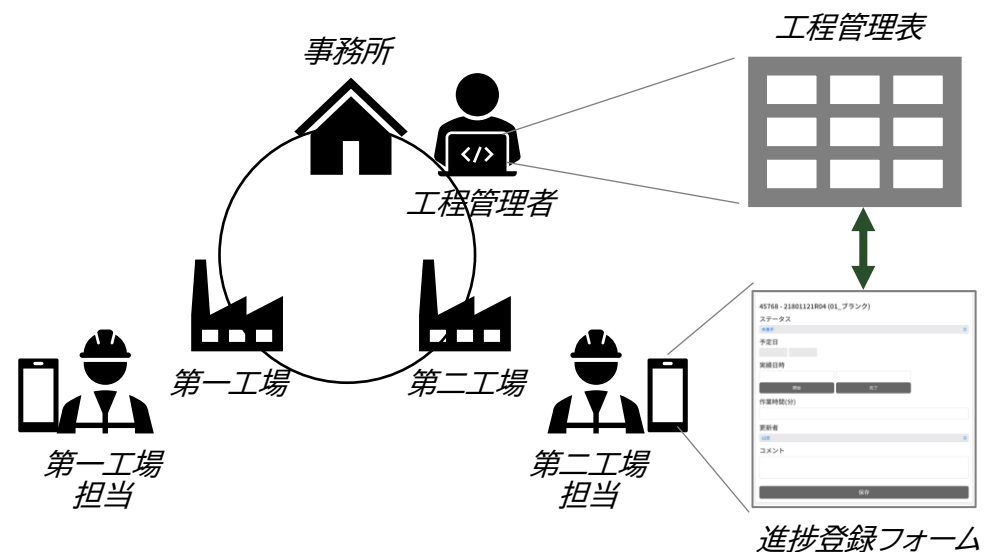 工程管理表
事務所
</>
工程管理者
第一工場
第二工場
第一工場
担当
第二工場
担当
45768 - 21801121R04 (01_ブランク)
ステータス
予定日
実績日時
開始
完了
作業時間(分)
更新者
コメント
保存
進捗登録フォーム